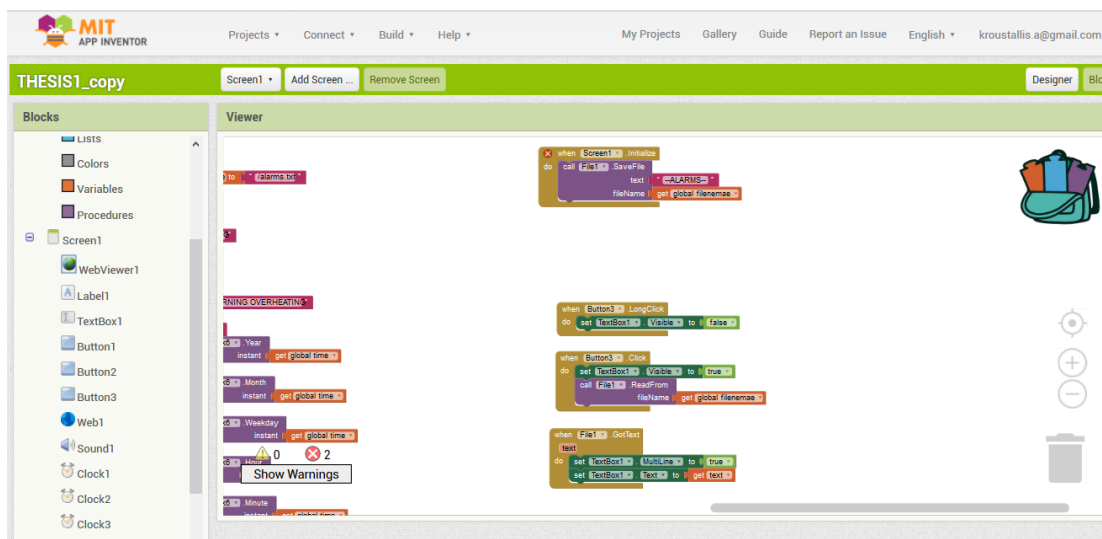 MIT
APP INVENTOR
Projects Connect Build Help My Projects Gallery Guide Report an Issue English kroustallis.a@gmail.com
THESIS1_copy Screen1 Add Screen ... Remove Screen Designer Blo
Blocks
Viewer
Lists
Colors
Variables
Procedures
Screen1
WebViewer1
Label1
TextBox1
Button1
Button2
Button3
Web1
Sound1
Clock1
Clock2
Clock3
to "/alarms.txt"
RNING OVERHEATING
.Year
instant get global time
.Month
instant get global time
.Weekday
instant get global time
.Hour
0 2
Show Warnings
.Minute
instant get global time
when Screen1 .Initialize
do call File1 .SaveFile
text "--ALARMS--"
fileName get global filenemae
when Button3 .LongClick
do set TextBox1 . Visible to false
when Button3 .Click
do set TextBox1 . Visible to true
call File1 .ReadFrom
fileName get global filenemae
when File1 .GotText
text
do set TextBox1 . MultiLine to true
set TextBox1 . Text to get text